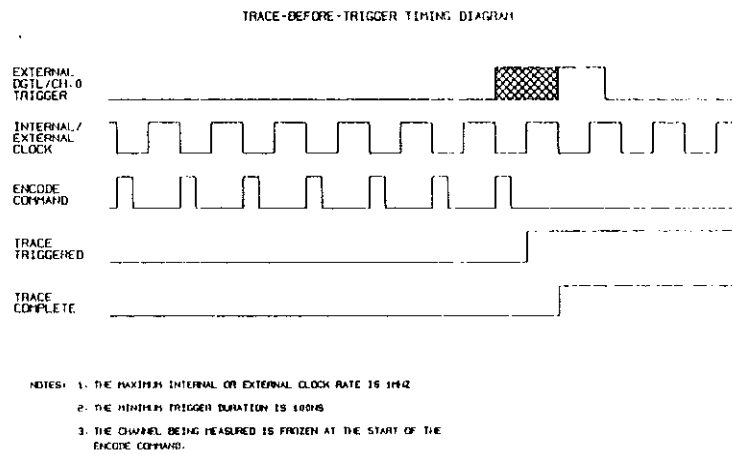 TRACE-BEFORE-TRIGGER TIMING DIAGRAM
EXTERNAL
DGTL/CH.0
TRIGGER
INTERNAL/
EXTERNAL
CLOCK
ENCODE
COMMAND
TRACE
TRIGGERED
TRACE
COMPLETE
NOTES: 1. THE MAXIMUM INTERNAL OR EXTERNAL CLOCK RATE IS 1MHZ
2. THE MINIMUM TRIGGER DURATION IS 100NS
3. THE CHANNEL BEING MEASURED IS FROZEN AT THE START OF THE
ENCODE COMMAND.